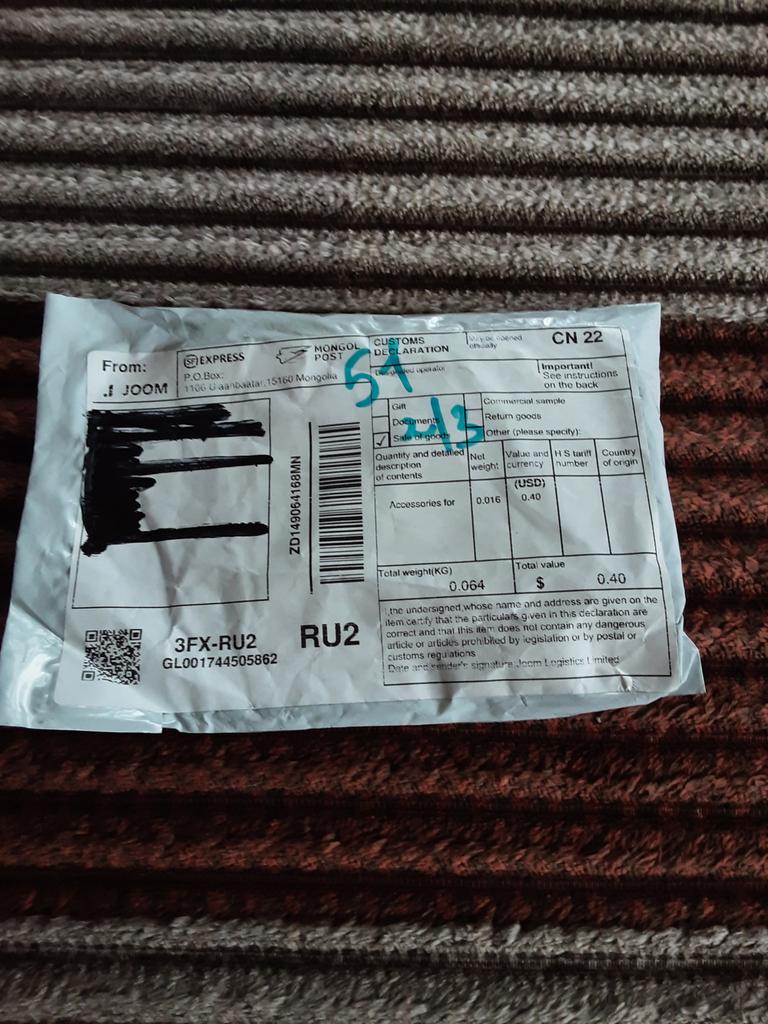 From:
JOOM
SF EXPRESS
MONGOL
POST
P.O.Box:
1106 Ulaanbaatar,15160 Mongolia
CUSTOMS
DECLARATION
May be opened
officially
CN 22
Designated operator
Important!
See instructions
on the back
54
Gift
Documents
✓ Sale of goods
Commercial sample
Return goods
Other (please specify):
Quantity and detailed
description
of contents
Net
weight
Value and
currency
H S tariff
number
Country
of origin
(USD)
Accessories for
0.016
0.40
Total weight(KG)
0.064
Total value
$ 0.40
I,the undersigned,whose name and address are given on the
item certify that the particulars given in this declaration are
correct and that this item does not contain any dangerous
article or articles prohibited by legislation or by postal or
customs regulations
Date and sender's signature:Joom Logistics Limited
ZD149064168MN
3FX-RU2
GL001744505862
RU2